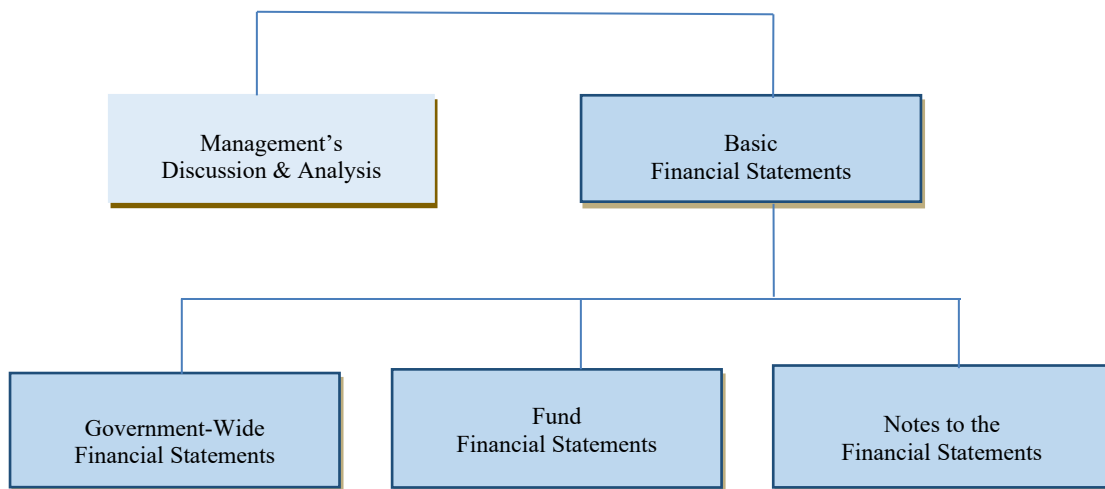 Management’s
Discussion & Analysis
Basic
Financial Statements
Government-Wide
Financial Statements
Fund
Financial Statements
Notes to the
Financial Statements